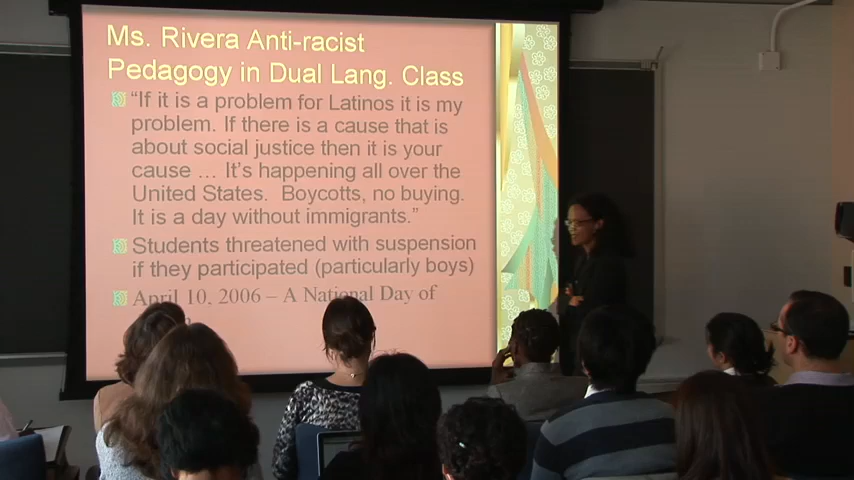 Ms. Rivera Anti-racist
Pedagogy in Dual Lang. Class
“If it is a problem for Latinos it is my
problem. If there is a cause that is
about social justice then it is your
cause … It’s happening all over the
United States.  Boycotts, no buying.
It is a day without immigrants.”
Students threatened with suspension
if they participated (particularly boys)
April 10, 2006 – A National Day of